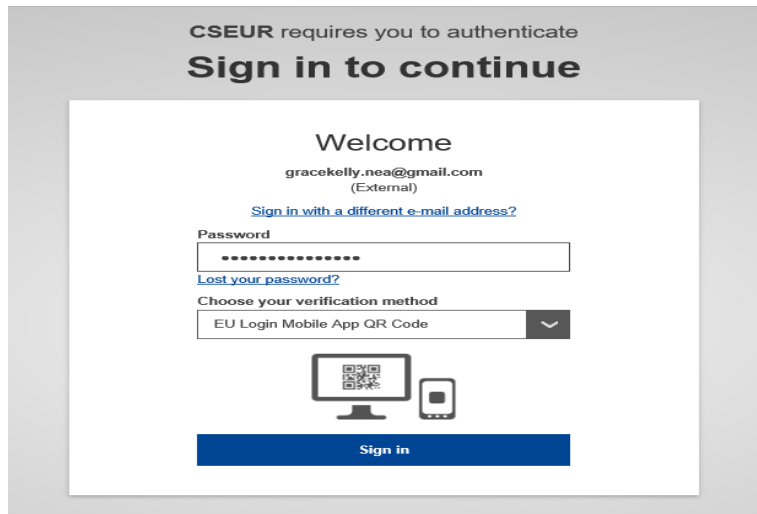 CSEUR requires you to authenticate
Sign in to continue
Welcome
gracekelly.nea@gmail.com
(External)
Sign in with a different e-mail address?
Password
•••••••••••••••
Lost your password?
Choose your verification method
EU Login Mobile App QR Code
Sign in